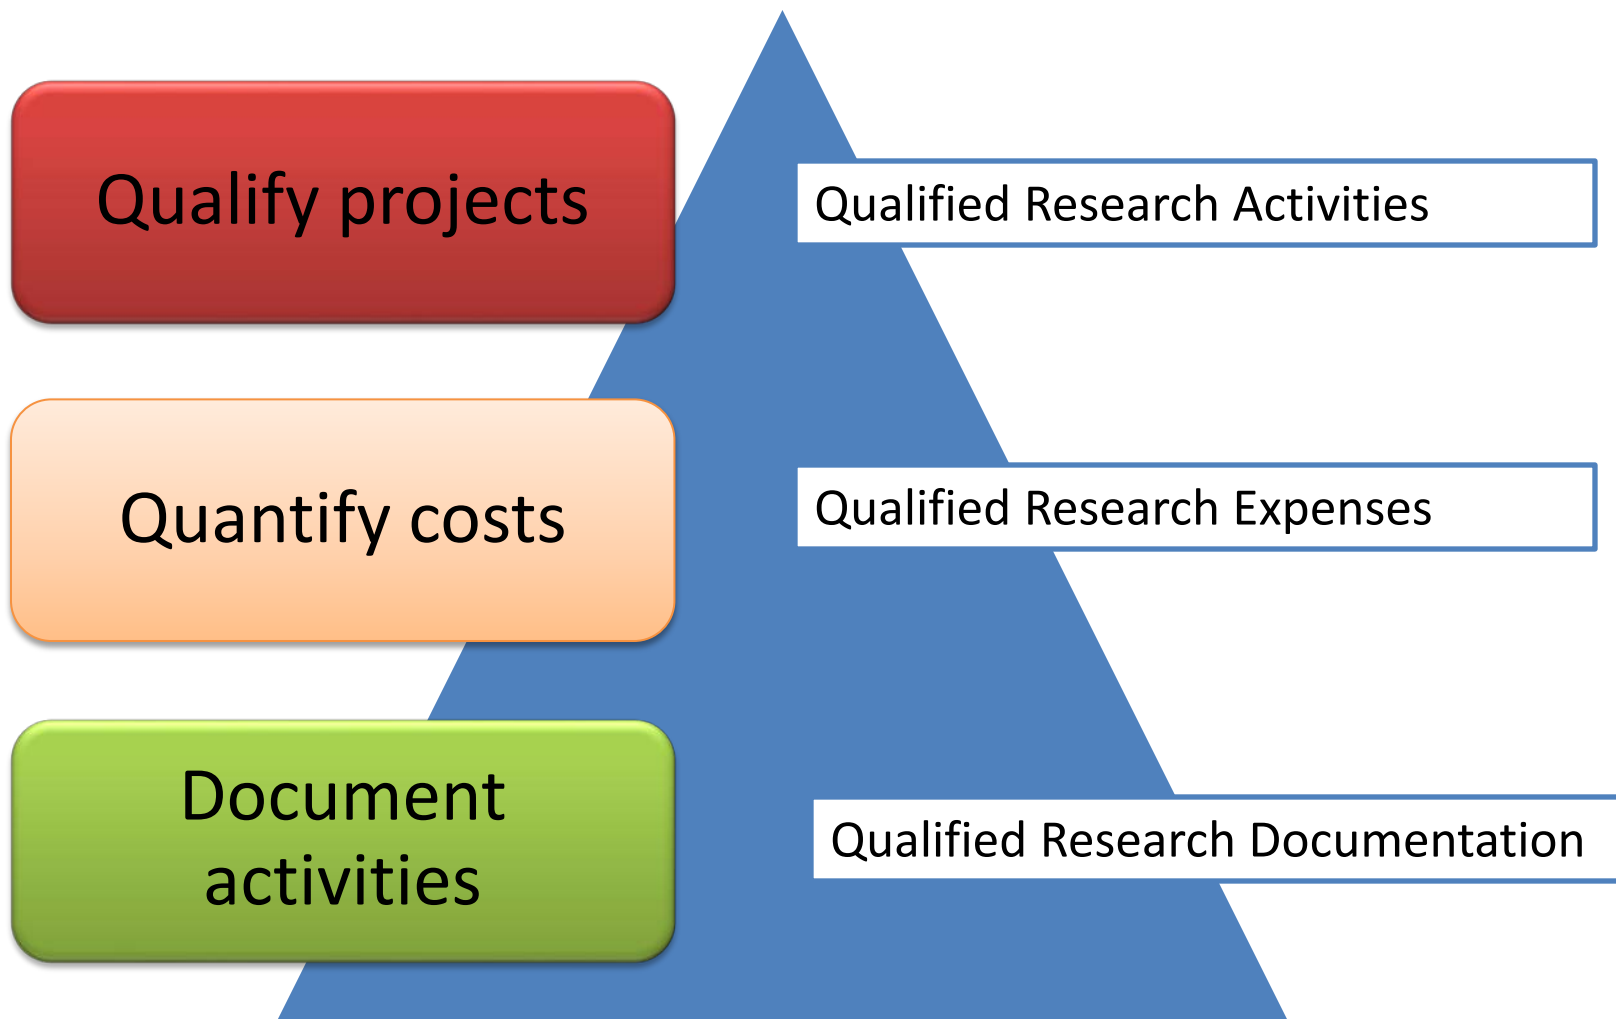 Qualify projects
Qualified Research Activities
Quantify costs
Qualified Research Expenses
Document
activities
Qualified Research Documentation